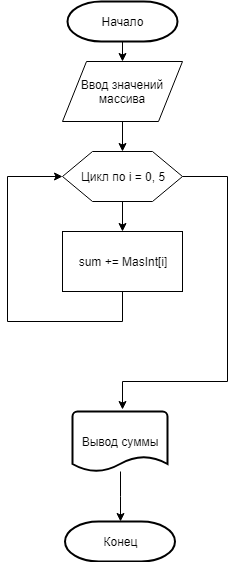 Начало
Ввод значений
массива
Цикл по i = 0, 5
sum += MasInt[i]
Вывод суммы
Конец